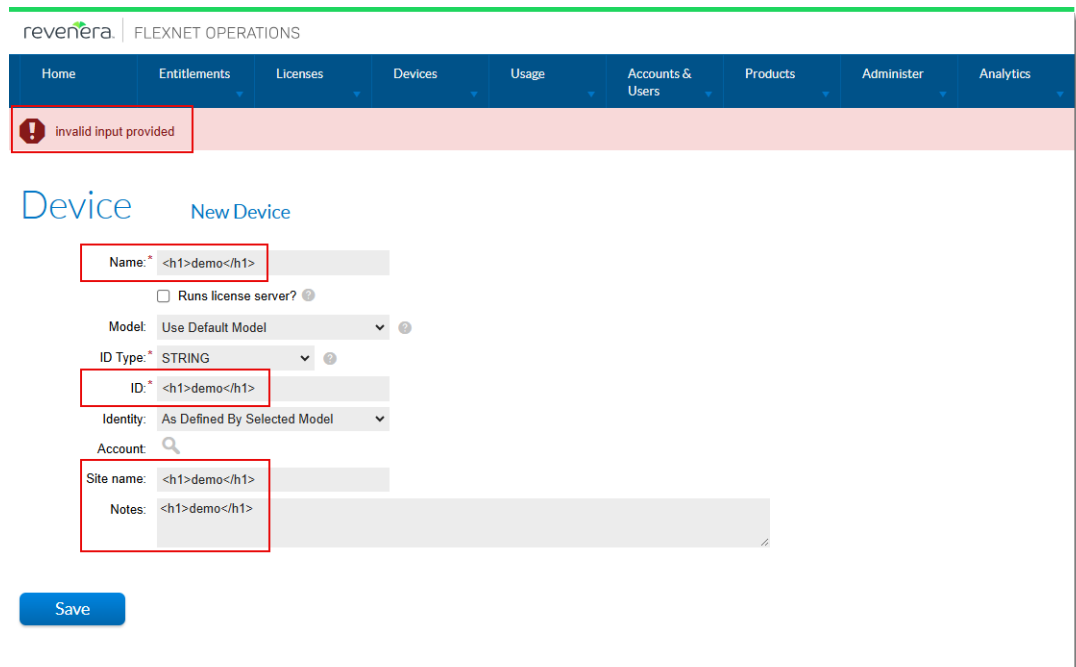 revenera. FLEXNET OPERATIONS
Home Entitlements Licenses Devices Usage Accounts & Users Products Administer Analytics
! invalid input provided
Device New Device
Name:* <h1>demo</h1>
Runs license server? ?
Model: Use Default Model ?
ID Type:* STRING ?
ID:* <h1>demo</h1>
Identity: As Defined By Selected Model
Account:
Site name: <h1>demo</h1>
Notes: <h1>demo</h1>
Save